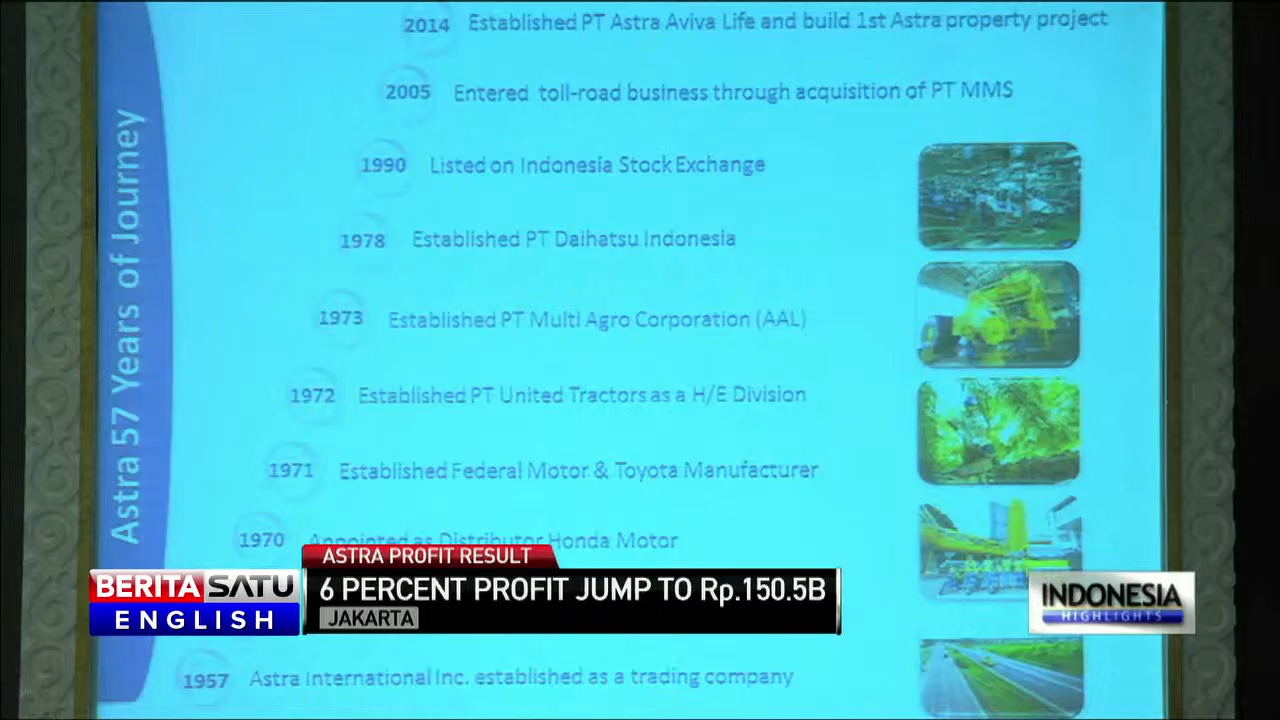 2014 Established PT Astra Aviva Life and build 1st Astra property project
2005 Entered toll-road business through acquisition of PT MMS
1990 Listed on Indonesia Stock Exchange
1978 Established PT Daihatsu Indonesia
1973 Established PT Multi Agro Corporation (AAL)
1972 Established PT United Tractors as a H/E Division
1971 Established Federal Motor & Toyota Manufacturer
1970 Appointed as Distributor Honda Motor
1957 Astra International Inc. established as a trading company
Astra 57 Years of Journey
ASTRA PROFIT RESULT
6 PERCENT PROFIT JUMP TO Rp.150.5B
JAKARTA
BERITA SATU
ENGLISH
INDONESIA
HIGHLIGHTS